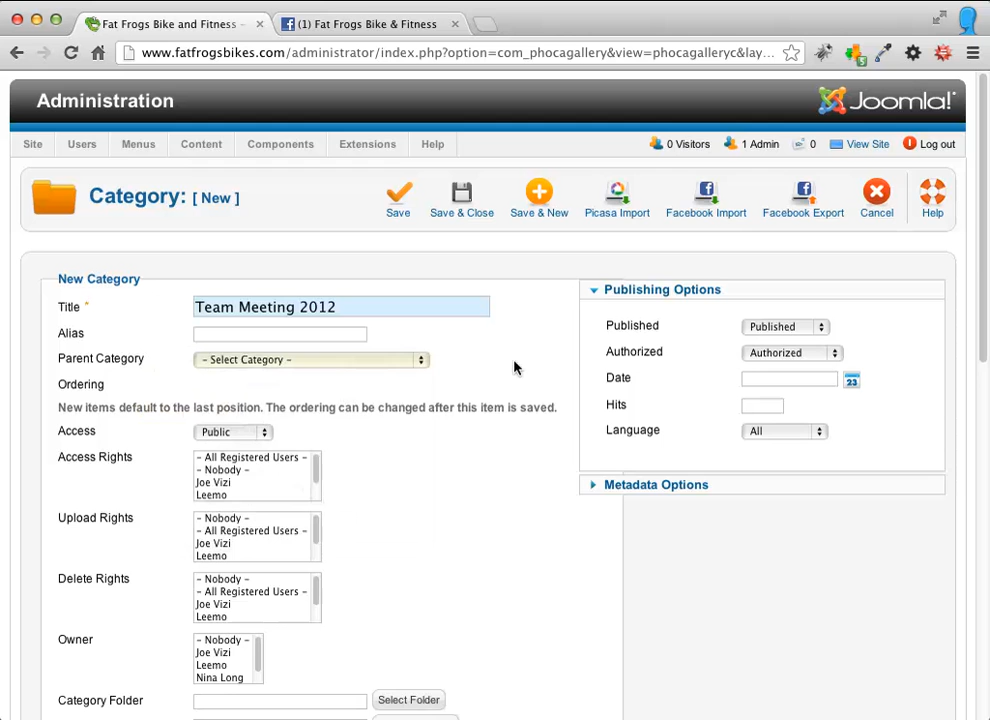 Fat Frogs Bike and Fitness -
(1) Fat Frogs Bike & Fitness
www.fatfrogsbikes.com/administrator/index.php?option=com_phocagallery&view=phocagalleryc&lay...
5
Administration
Joomla!
Site Users Menus Content Components Extensions Help
0 Visitors 1 Admin 0 View Site Log out
Category: [ New ]
Save Save & Close Save & New Picasa Import Facebook Import Facebook Export Cancel Help
New Category
Title *
Team Meeting 2012
Alias
Parent Category
- Select Category -
Ordering
New items default to the last position. The ordering can be changed after this item is saved.
Access
Public
Access Rights
- All Registered Users -
- Nobody -
Joe Vizi
Leemo
Upload Rights
- Nobody -
- All Registered Users -
Joe Vizi
Leemo
Delete Rights
- Nobody -
- All Registered Users -
Joe Vizi
Leemo
Owner
- Nobody -
Joe Vizi
Leemo
Nina Long
Category Folder
Select Folder
Publishing Options
Published
Published
Authorized
Authorized
Date
23
Hits
Language
All
Metadata Options